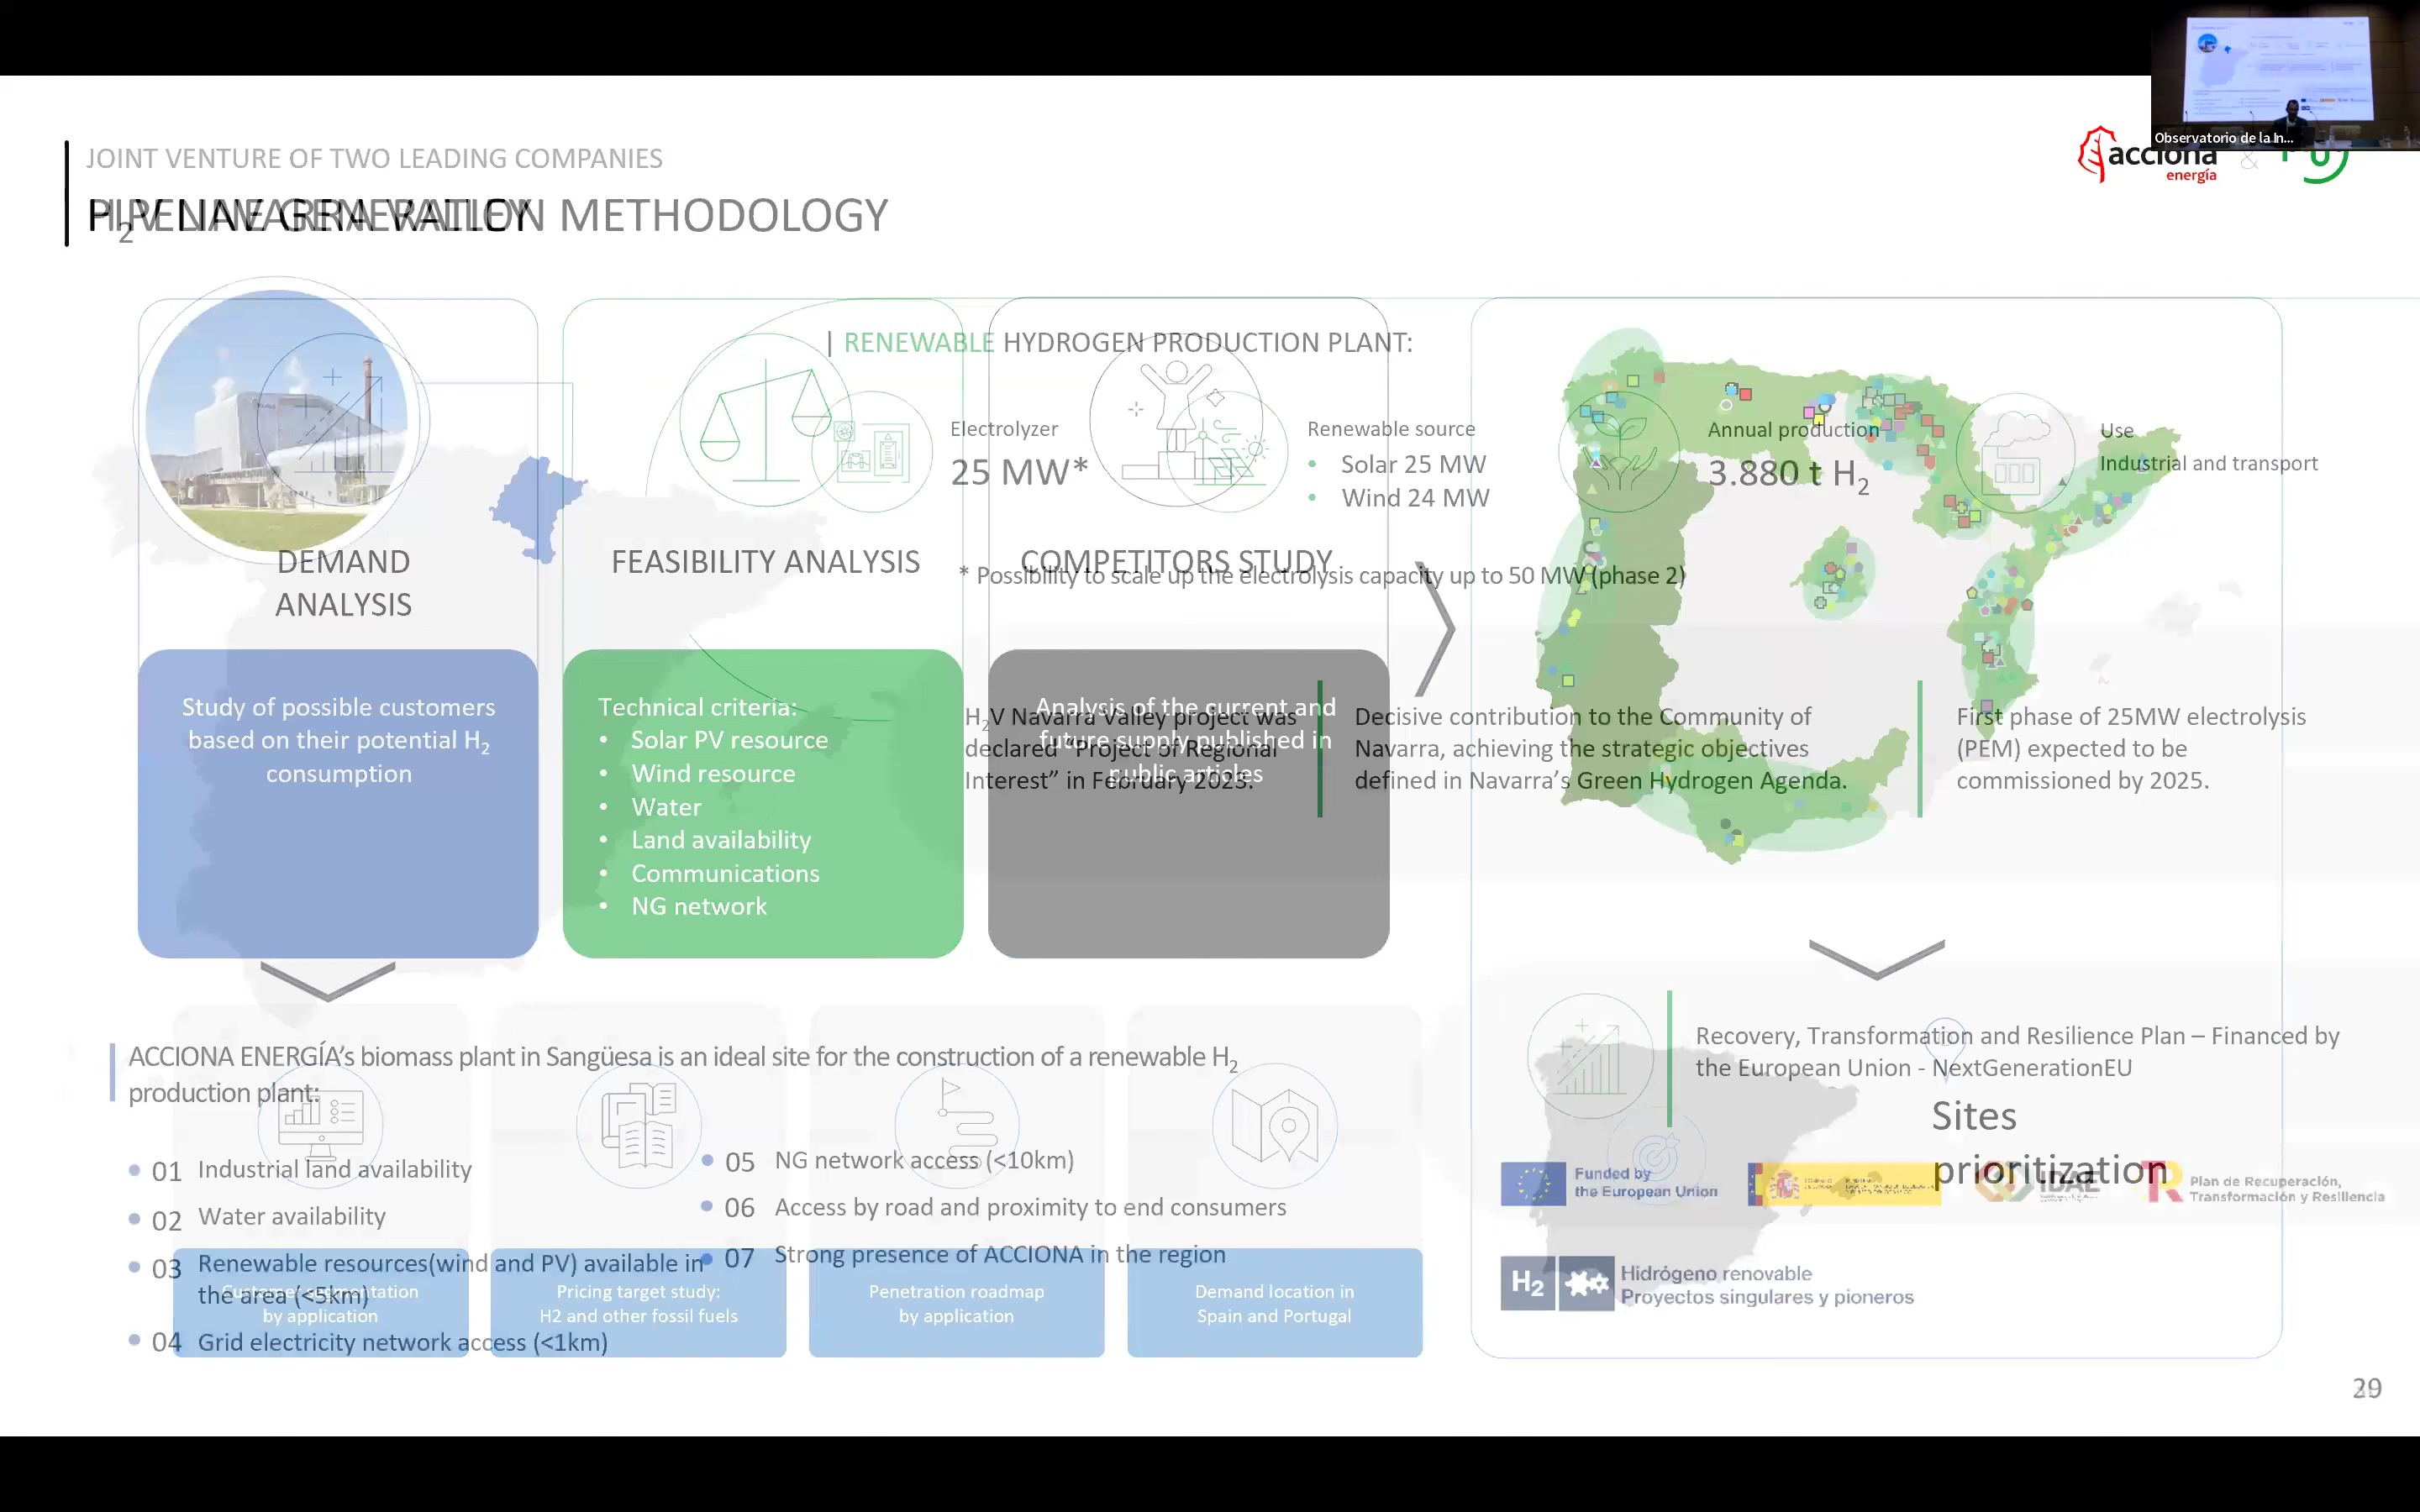 Observatorio de la In...
JOINT VENTURE OF TWO LEADING COMPANIES
acciona
energía
&
PIPELINE GENERATION METHODOLOGY
H2V NAVARRA VALLEY
| RENEWABLE HYDROGEN PRODUCTION PLANT:
Electrolyzer
25 MW*
Renewable source
• Solar 25 MW
• Wind 24 MW
Annual production
3.880 t H2
Use
Industrial and transport
* Possibility to scale up the electrolysis capacity up to 50 MW (phase 2)
DEMAND
ANALYSIS
FEASIBILITY ANALYSIS
COMPETITORS STUDY
Study of possible customers
based on their potential H2
consumption
Technical criteria:
• Solar PV resource
• Wind resource
• Water
• Land availability
• Communications
• NG network
Analysis of the current and
future supply published in
public articles
H2V Navarra Valley project was
declared “Project of Regional
Interest” in February 2023.
Decisive contribution to the Community of
Navarra, achieving the strategic objectives
defined in Navarra’s Green Hydrogen Agenda.
First phase of 25MW electrolysis
(PEM) expected to be
commissioned by 2025.
ACCIONA ENERGÍA’s biomass plant in Sangüesa is an ideal site for the construction of a renewable H2
production plant:
01 Industrial land availability
02 Water availability
03 Renewable resources(wind and PV) available in
the area (<5km)
04 Grid electricity network access (<1km)
05 NG network access (<10km)
06 Access by road and proximity to end consumers
07 Strong presence of ACCIONA in the region
Customer segmentation
by application
Pricing target study:
H2 and other fossil fuels
Penetration roadmap
by application
Demand location in
Spain and Portugal
Recovery, Transformation and Resilience Plan – Financed by
the European Union - NextGenerationEU
Sites
prioritization
Funded by
the European Union
IDAE
Plan de Recuperación,
Transformación y Resiliencia
H2
Hidrógeno renovable
Proyectos singulares y pioneros